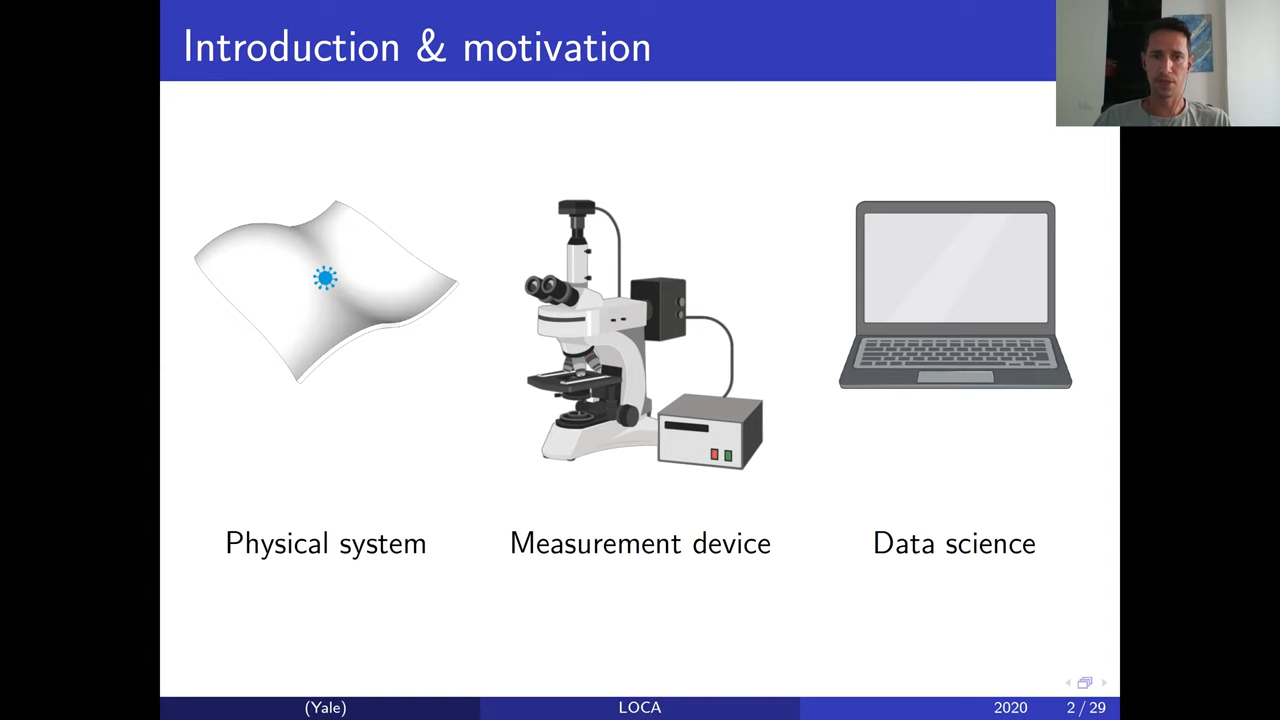 Introduction & motivation
Physical system
Measurement device
Data science
(Yale)
LOCA
2020
2 / 29